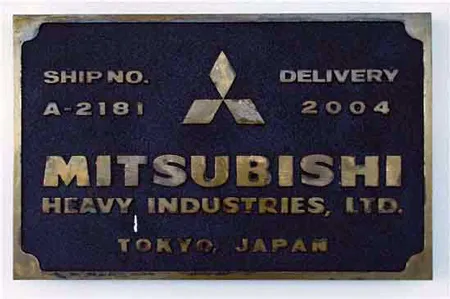 SHIP NO. DELIVERY
A-2181 2004
MITSUBISHI
HEAVY INDUSTRIES, LTD.
TOKYO, JAPAN